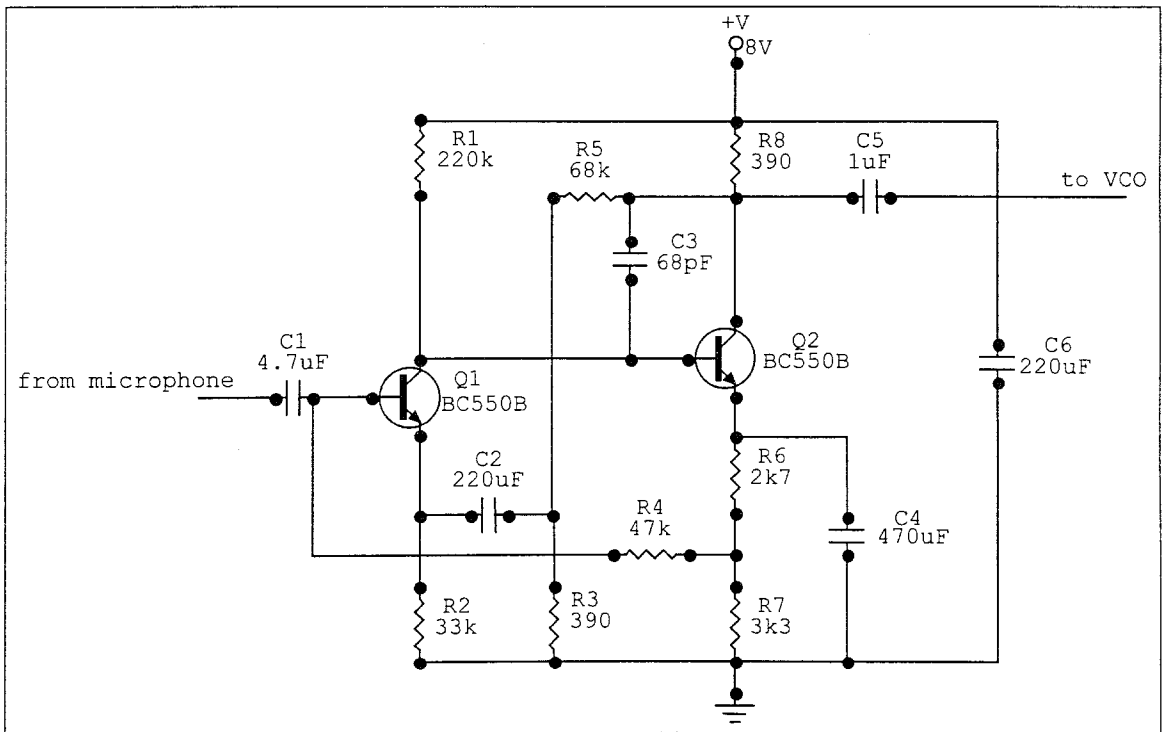 +V
8V
R1
220k
R5
68k
R8
390
C5
1uF
to VCO
C3
68pF
C1
4.7uF
from microphone
Q1
BC550B
Q2
BC550B
C6
220uF
C2
220uF
R4
47k
R6
2k7
C4
470uF
R2
33k
R3
390
R7
3k3